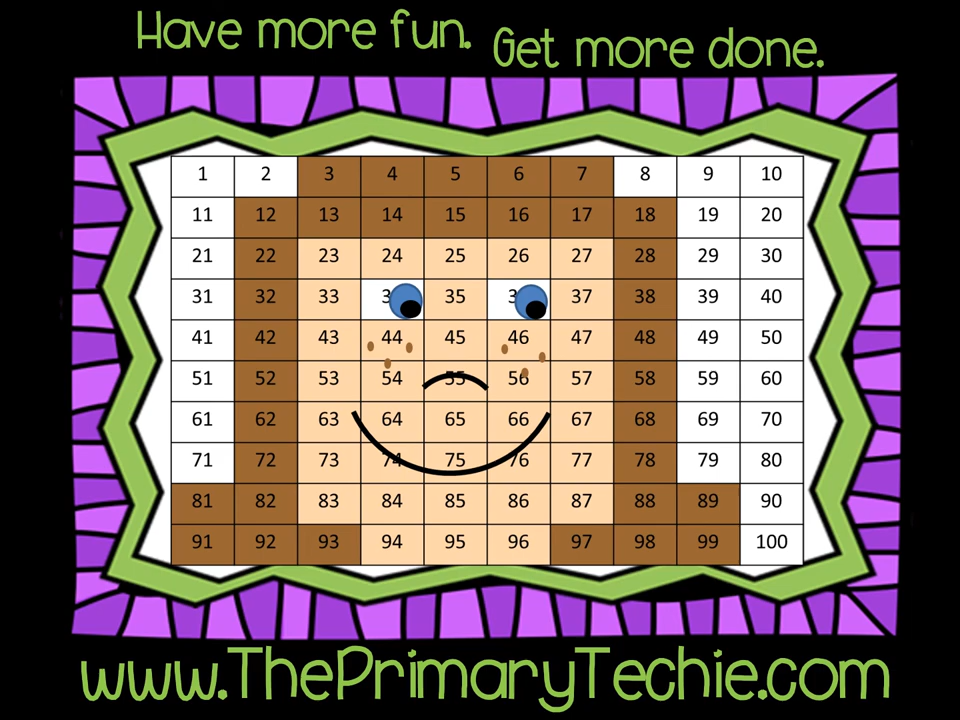 Have more fun. Get more done.
1 2 3 4 5 6 7 8 9 10
11 12 13 14 15 16 17 18 19 20
21 22 23 24 25 26 27 28 29 30
31 32 33 3 35 3 37 38 39 40
41 42 43 44 45 46 47 48 49 50
51 52 53 54 55 56 57 58 59 60
61 62 63 64 65 66 67 68 69 70
71 72 73 74 75 76 77 78 79 80
81 82 83 84 85 86 87 88 89 90
91 92 93 94 95 96 97 98 99 100
www.ThePrimaryTechie.com